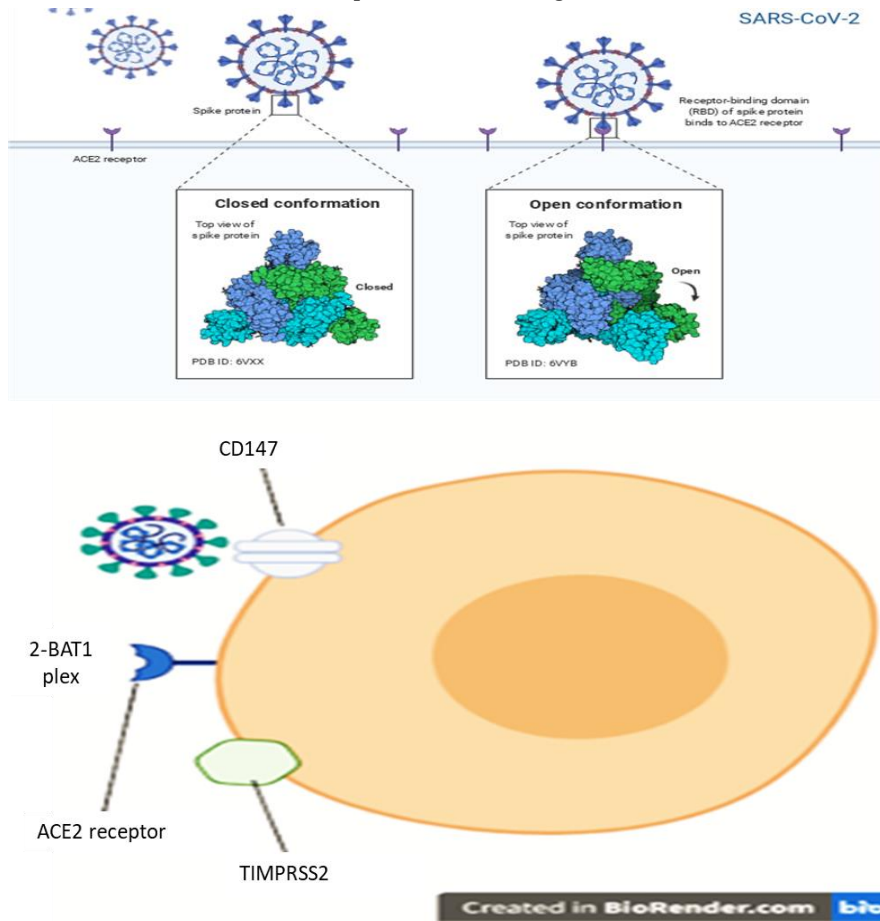 SARS-CoV-2
Spike protein
Receptor-binding domain
(RBD) of spike protein
binds to ACE2 receptor
ACE2 receptor
Closed conformation
Top view of
spike protein
Closed
PDB ID: 6VXX
Open conformation
Top view of
spike protein
Open
PDB ID: 6VYB
CD147
2-BAT1
plex
ACE2 receptor
TIMPRSS2
Created in BioRender.com